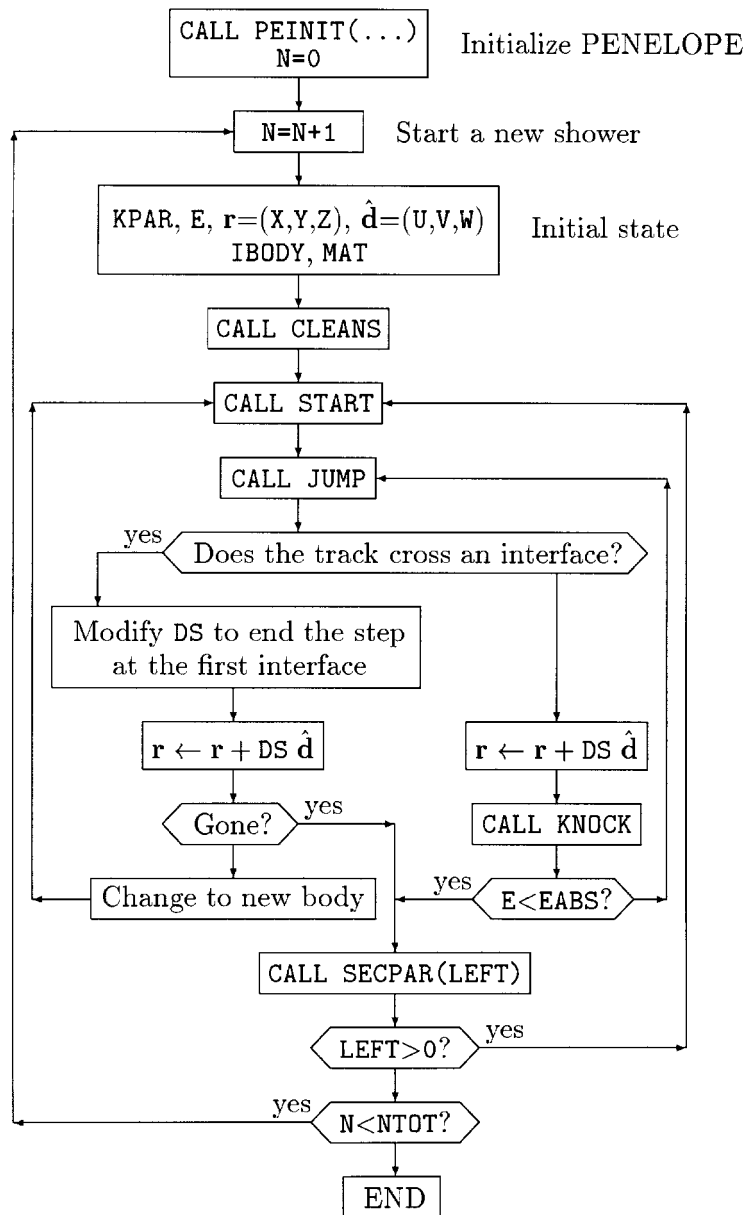 CALL PEINIT(...)
N=0
Initialize PENELOPE
N=N+1
Start a new shower
KPAR, E, r=(X,Y,Z), d̂=(U,V,W)
IBODY, MAT
Initial state
CALL CLEANS
CALL START
CALL JUMP
yes
Does the track cross an interface?
Modify DS to end the step
at the first interface
r ← r + DS d̂
r ← r + DS d̂
Gone?
yes
CALL KNOCK
Change to new body
yes
E<EABS?
CALL SECPAR(LEFT)
LEFT>0?
yes
yes
N<NTOT?
END